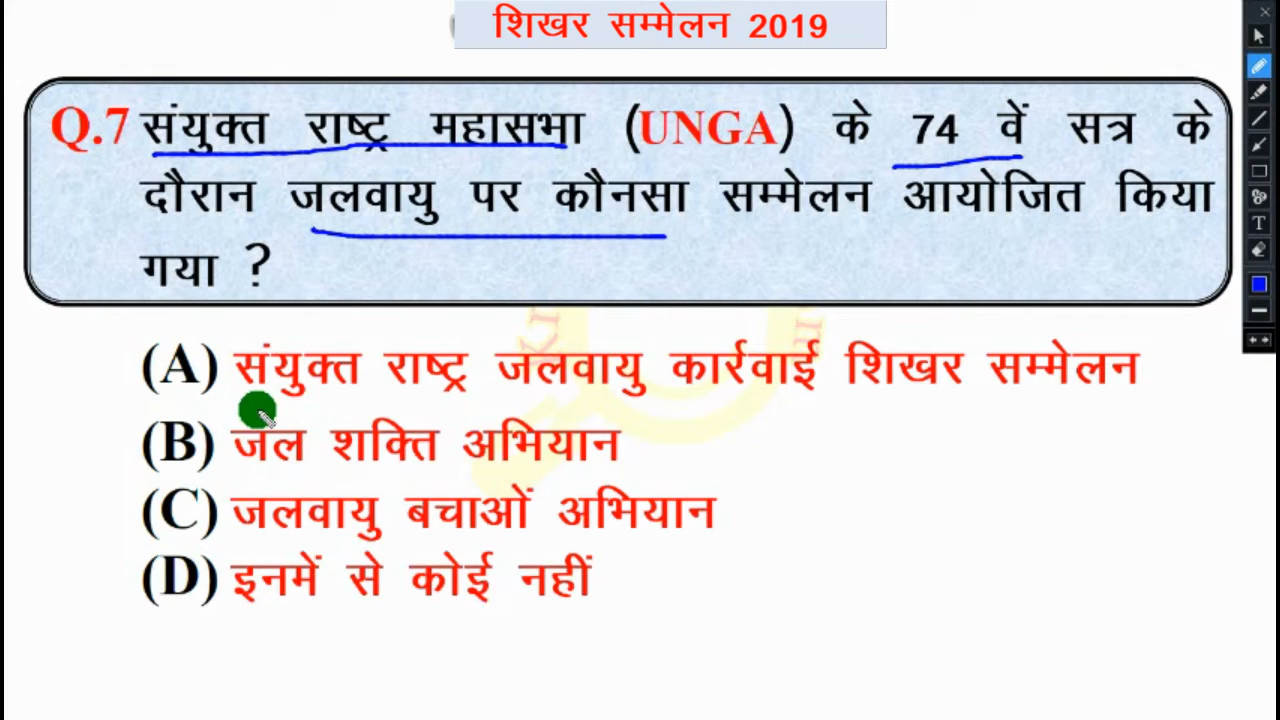 शिखर सम्मेलन 2019
Q.7 संयुक्त राष्ट्र महासभा (UNGA) के 74 वें सत्र के
दौरान जलवायु पर कौनसा सम्मेलन आयोजित किया
गया ?
(A) संयुक्त राष्ट्र जलवायु कार्रवाई शिखर सम्मेलन
(B) जल शक्ति अभियान
(C) जलवायु बचाओं अभियान
(D) इनमें से कोई नहीं